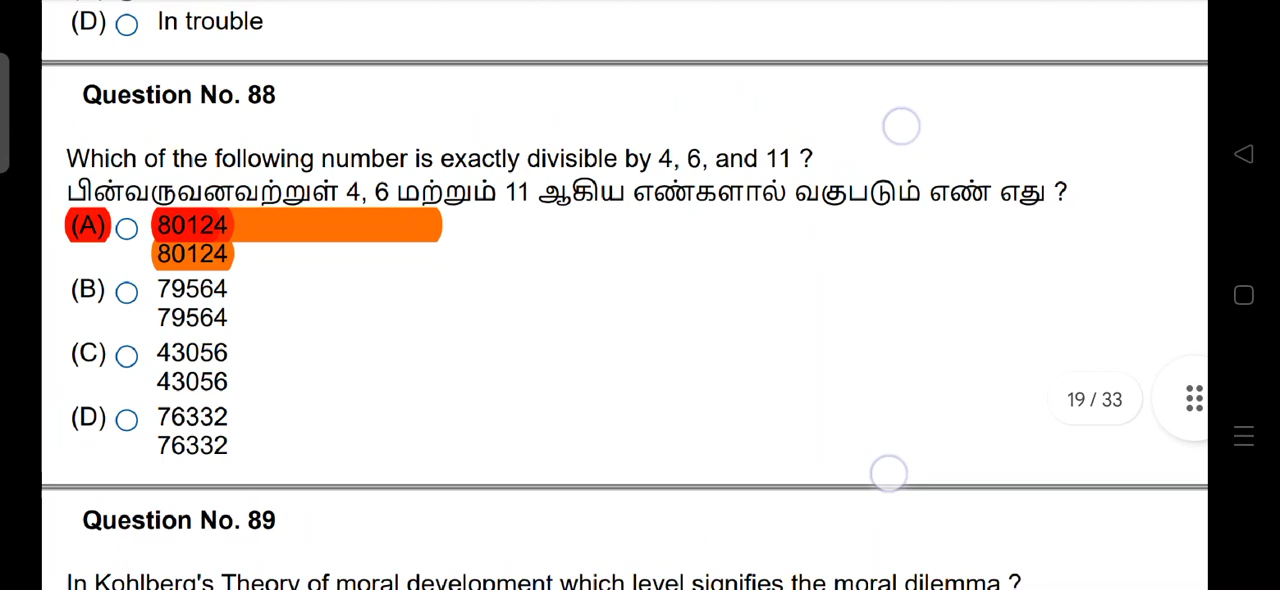 (D) In trouble
Question No. 88
Which of the following number is exactly divisible by 4, 6, and 11 ?
பின்வருவனவற்றுள் 4, 6 மற்றும் 11 ஆகிய எண்களால் வகுபடும் எண் எது ?
(A) 80124
80124
(B) 79564
79564
(C) 43056
43056
(D) 76332
76332
19 / 33
Question No. 89
In Kohlberg's Theory of moral development which level signifies the moral dilemma ?